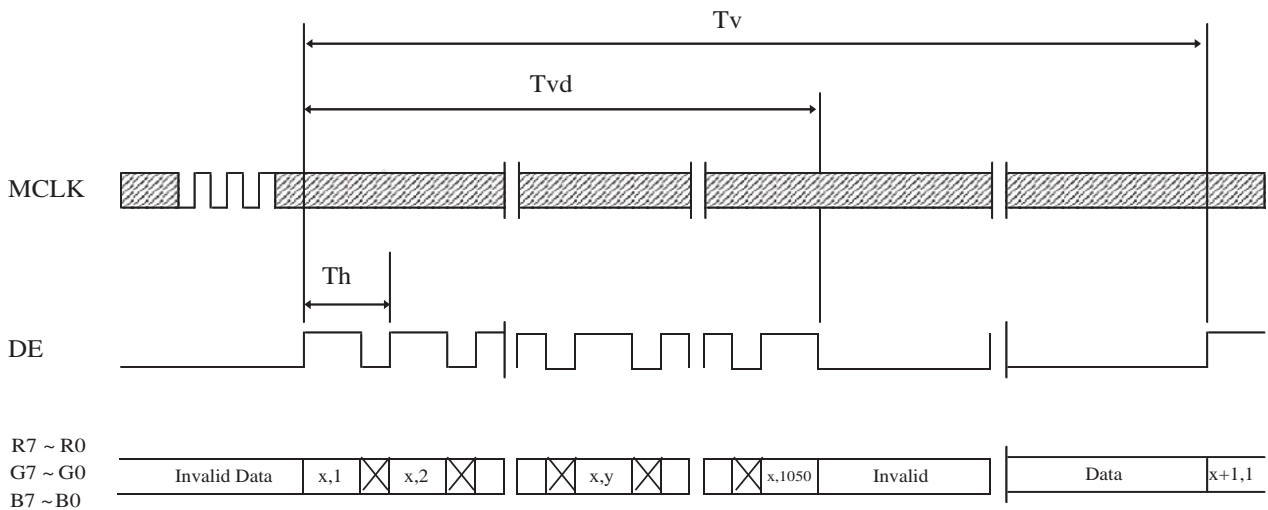 Tv
Tvd
MCLK
Th
DE
R7 ~ R0
G7 ~ G0
B7 ~B0
Invalid Data x,1 x,2 x,y x,1050 Invalid Data x+1,1